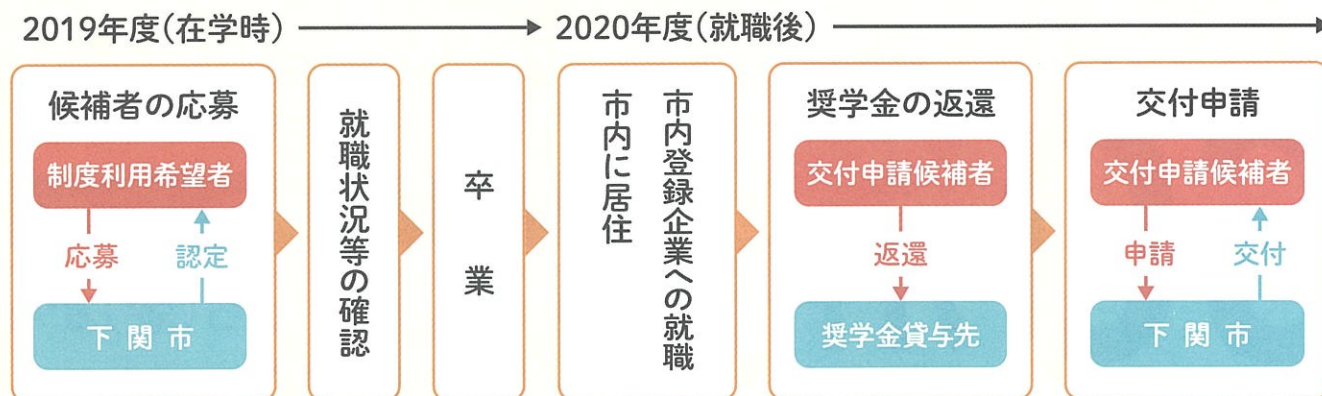 2019年度(在学時)
2020年度(就職後)
候補者の応募
制度利用希望者
応募
認定
下関市
就職状況等の確認
卒業
市内登録企業への就職
市内に居住
奨学金の返還
交付申請候補者
返還
奨学金貸与先
交付申請
交付申請候補者
申請
交付
下関市